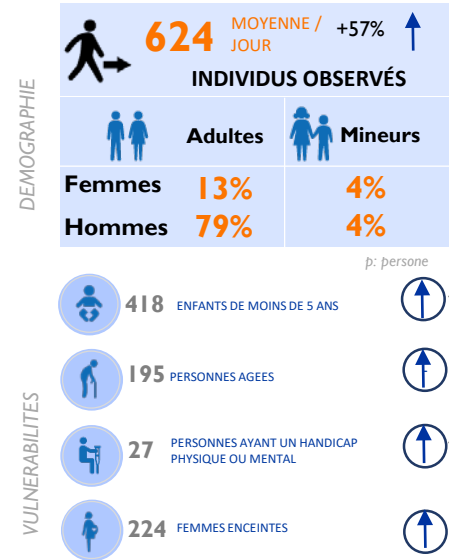 DEMOGRAPHIE
624 MOYENNE / +57%
JOUR
INDIVIDUS OBSERVÉS
Adultes Mineurs
Femmes 13% 4%
Hommes 79% 4%
p: persone
VULNERABILITES
418 ENFANTS DE MOINS DE 5 ANS
195 PERSONNES AGEES
27 PERSONNES AYANT UN HANDICAP
PHYSIQUE OU MENTAL
224 FEMMES ENCEINTES